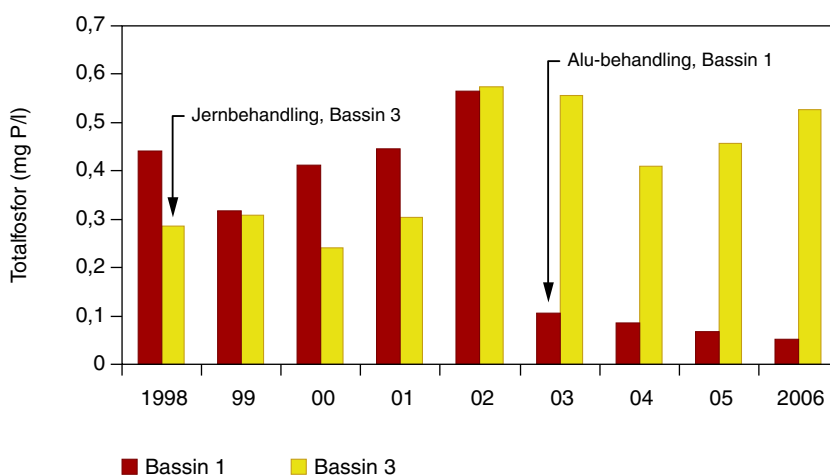 Totalfosfor (mg P/l)
0,7
0,6
0,5
0,4
0,3
0,2
0,1
0
Jernbehandling, Bassin 3
Alu-behandling, Bassin 1
1998 99 00 01 02 03 04 05 2006
Bassin 1 Bassin 3